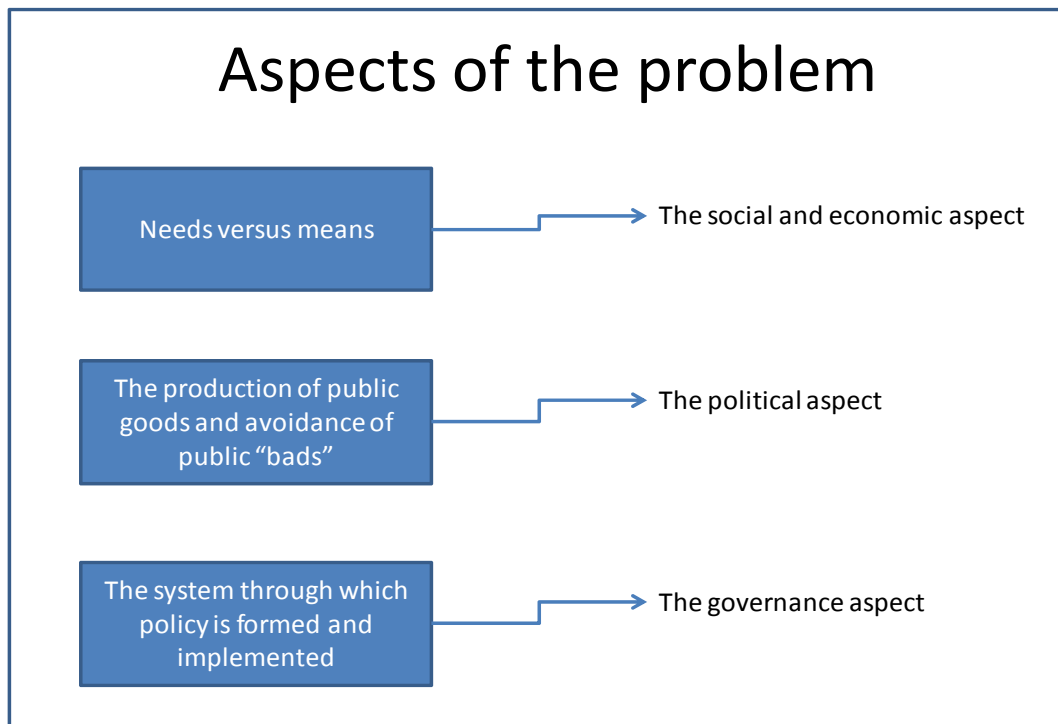 Aspects of the problem
Needs versus means
The social and economic aspect
The production of public
goods and avoidance of
public “bads”
The political aspect
The system through which
policy is formed and
implemented
The governance aspect